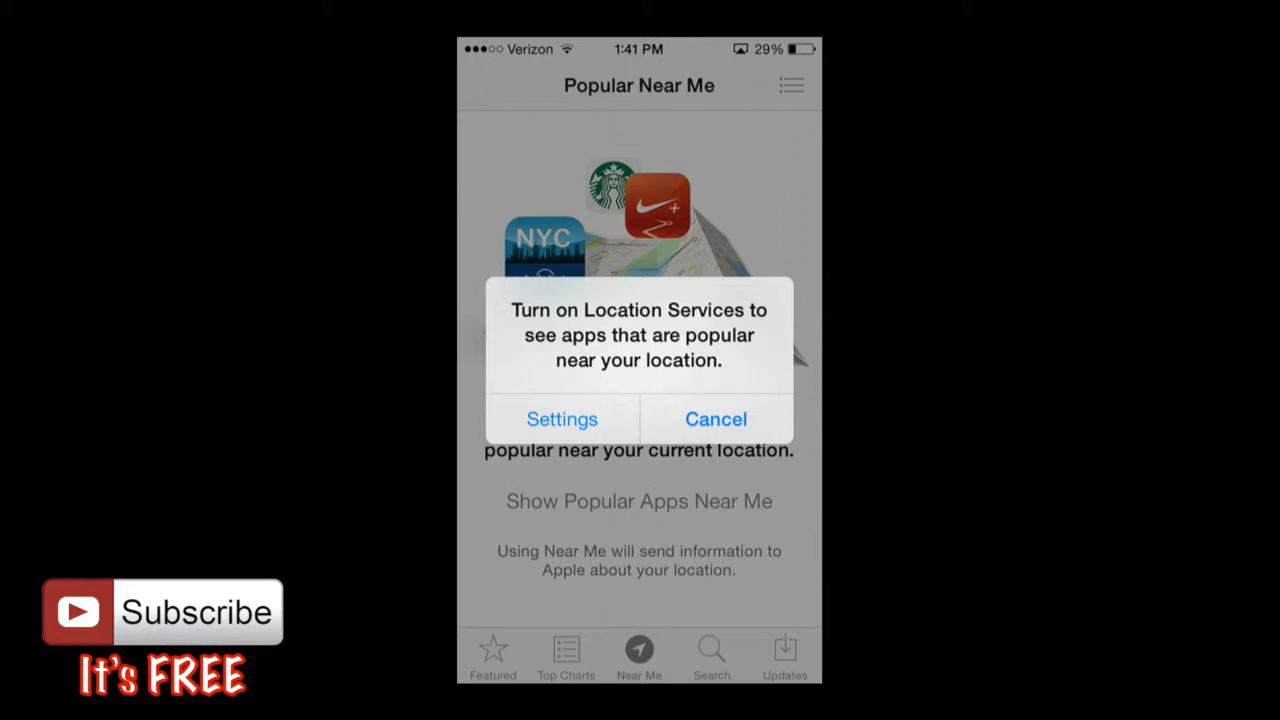 Verizon 1:41 PM 29%
Popular Near Me
NYC
Turn on Location Services to
see apps that are popular
near your location.
Settings Cancel
popular near your current location.
Show Popular Apps Near Me
Using Near Me will send information to
Apple about your location.
Featured Top Charts Near Me Search Updates
Subscribe
It's FREE